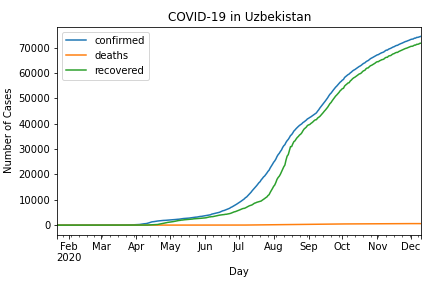 COVID-19 in Uzbekistan
confirmed
deaths
recovered
Number of Cases
70000
60000
50000
40000
30000
20000
10000
0
Feb Mar Apr May Jun Jul Aug Sep Oct Nov Dec
2020
Day